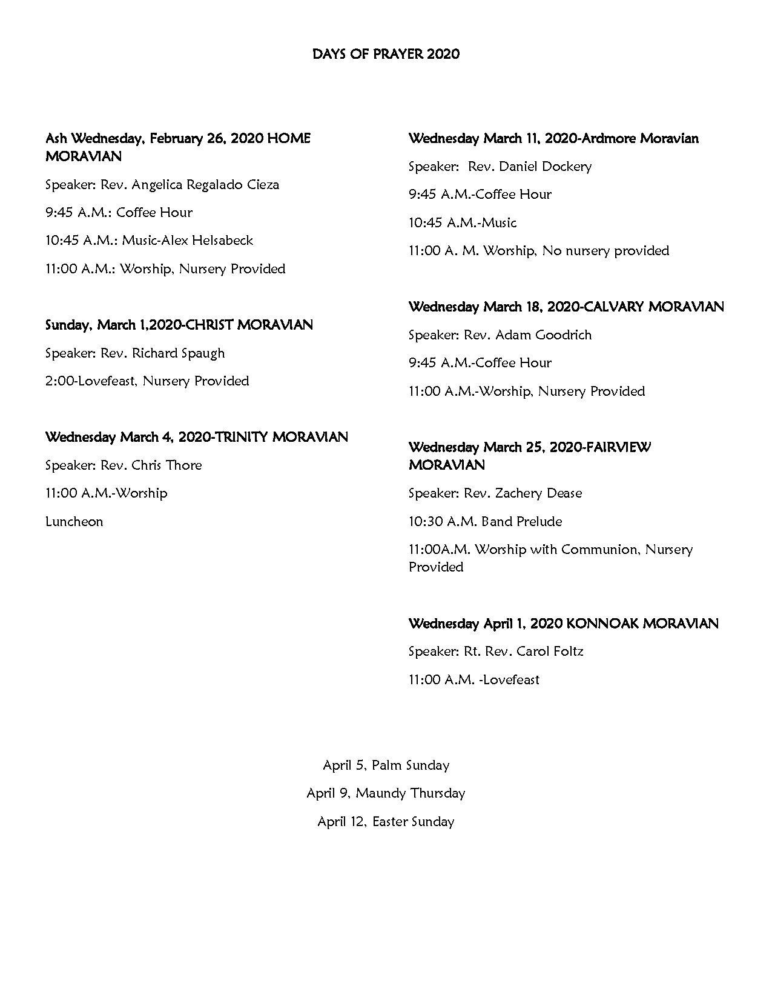 DAYS OF PRAYER 2020
Ash Wednesday, February 26, 2020 HOME
MORAVIAN
Speaker: Rev. Angelica Regalado Cieza
9:45 A.M.: Coffee Hour
10:45 A.M.: Music-Alex Helsabeck
11:00 A.M.: Worship, Nursery Provided
Sunday, March 1,2020-CHRIST MORAVIAN
Speaker: Rev. Richard Spaugh
2:00-Lovefeast, Nursery Provided
Wednesday March 4, 2020-TRINITY MORAVIAN
Speaker: Rev. Chris Thore
11:00 A.M.-Worship
Luncheon
Wednesday March 11, 2020-Ardmore Moravian
Speaker:  Rev. Daniel Dockery
9:45 A.M.-Coffee Hour
10:45 A.M.-Music
11:00 A. M. Worship, No nursery provided
Wednesday March 18, 2020-CALVARY MORAVIAN
Speaker: Rev. Adam Goodrich
9:45 A.M.-Coffee Hour
11:00 A.M.-Worship, Nursery Provided
Wednesday March 25, 2020-FAIRVIEW
MORAVIAN
Speaker: Rev. Zachery Dease
10:30 A.M. Band Prelude
11:00A.M. Worship with Communion, Nursery
Provided
Wednesday April 1, 2020 KONNOAK MORAVIAN
Speaker: Rt. Rev. Carol Foltz
11:00 A.M. -Lovefeast
April 5, Palm Sunday
April 9, Maundy Thursday
April 12, Easter Sunday